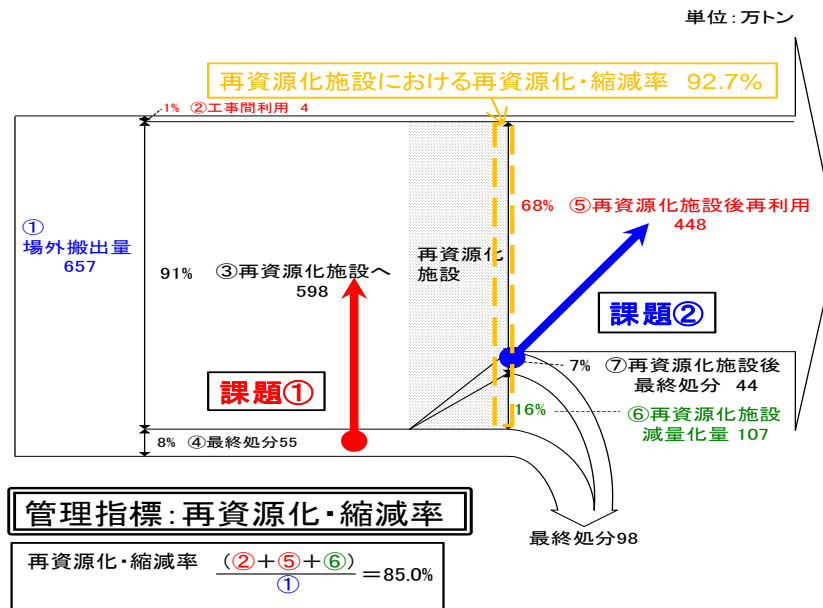 単位：万トン
再資源化施設における再資源化・縮減率 92.7%
1% ②工事間利用 4
①
場外搬出量
657
91% ③再資源化施設へ
598
再資源化
施設
68% ⑤再資源化施設後再利用
448
課題①
課題②
7% ⑦再資源化施設後
最終処分 44
16% ⑥再資源化施設
減量化量 107
8% ④最終処分55
最終処分98
管理指標：再資源化・縮減率
再資源化・縮減率 (②＋⑤＋⑥)
①
＝85.0%